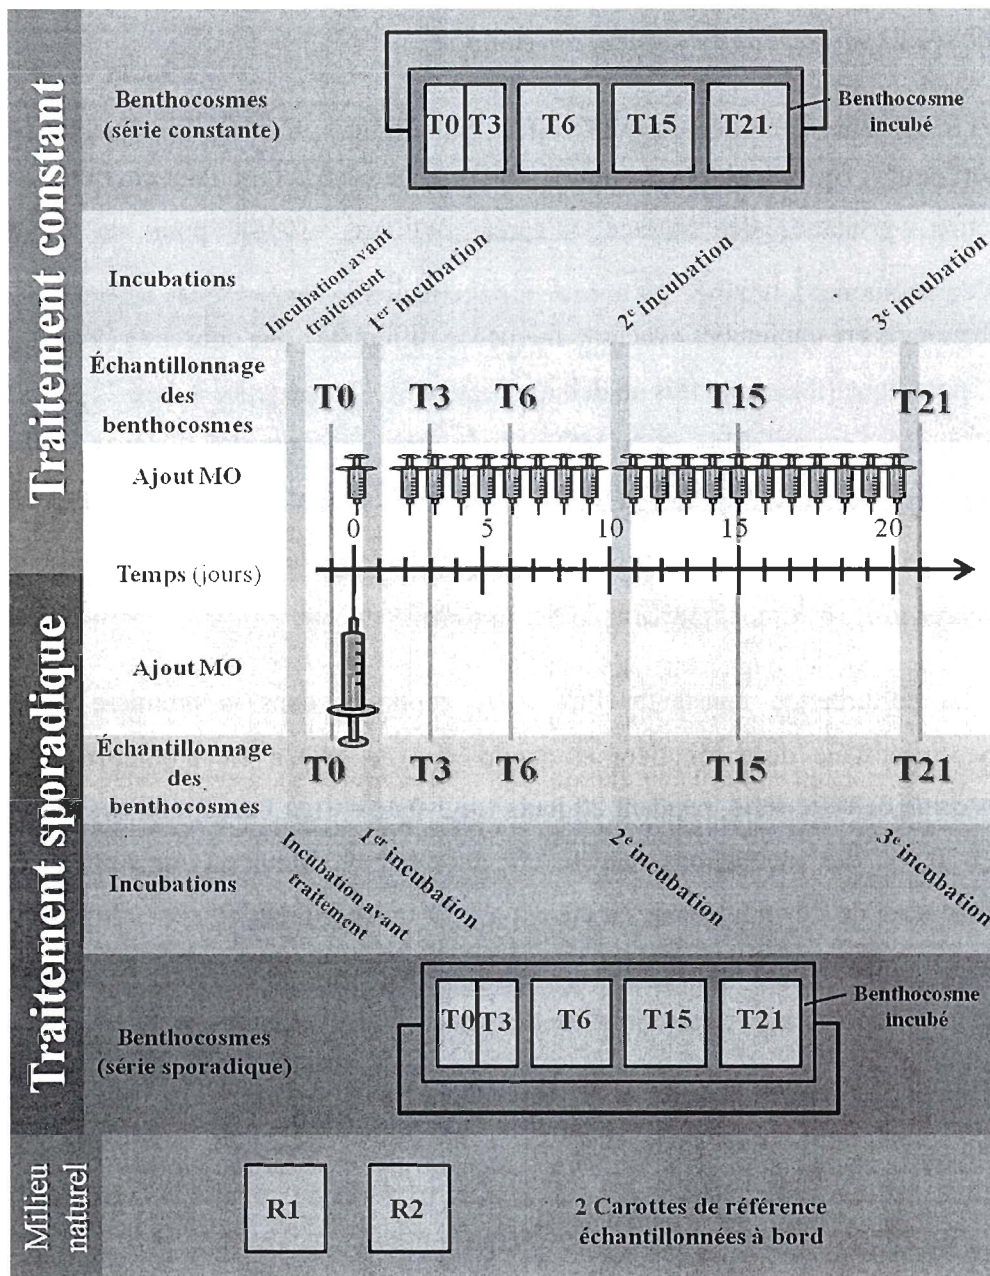 Traitement constant
Benthocosmes
(série constante)
T0 T3 T6 T15 T21
Benthocosme
incubé
Incubations
Incubation avant
traitement
1er incubation
2e incubation
3e incubation
Échantillonnage
des
benthocosmes
T0 T3 T6 T15 T21
Ajout MO
0 5 10 15 20
Temps (jours)
Traitement sporadique
Ajout MO
Échantillonnage
des
benthocosmes
T0 T3 T6 T15 T21
Incubations
Incubation avant
traitement
1er incubation
2e incubation
3e incubation
Benthocosmes
(série sporadique)
T0 T3 T6 T15 T21
Benthocosme
incubé
Milieu
naturel
R1 R2
2 Carottes de référence
échantillonnées à bord